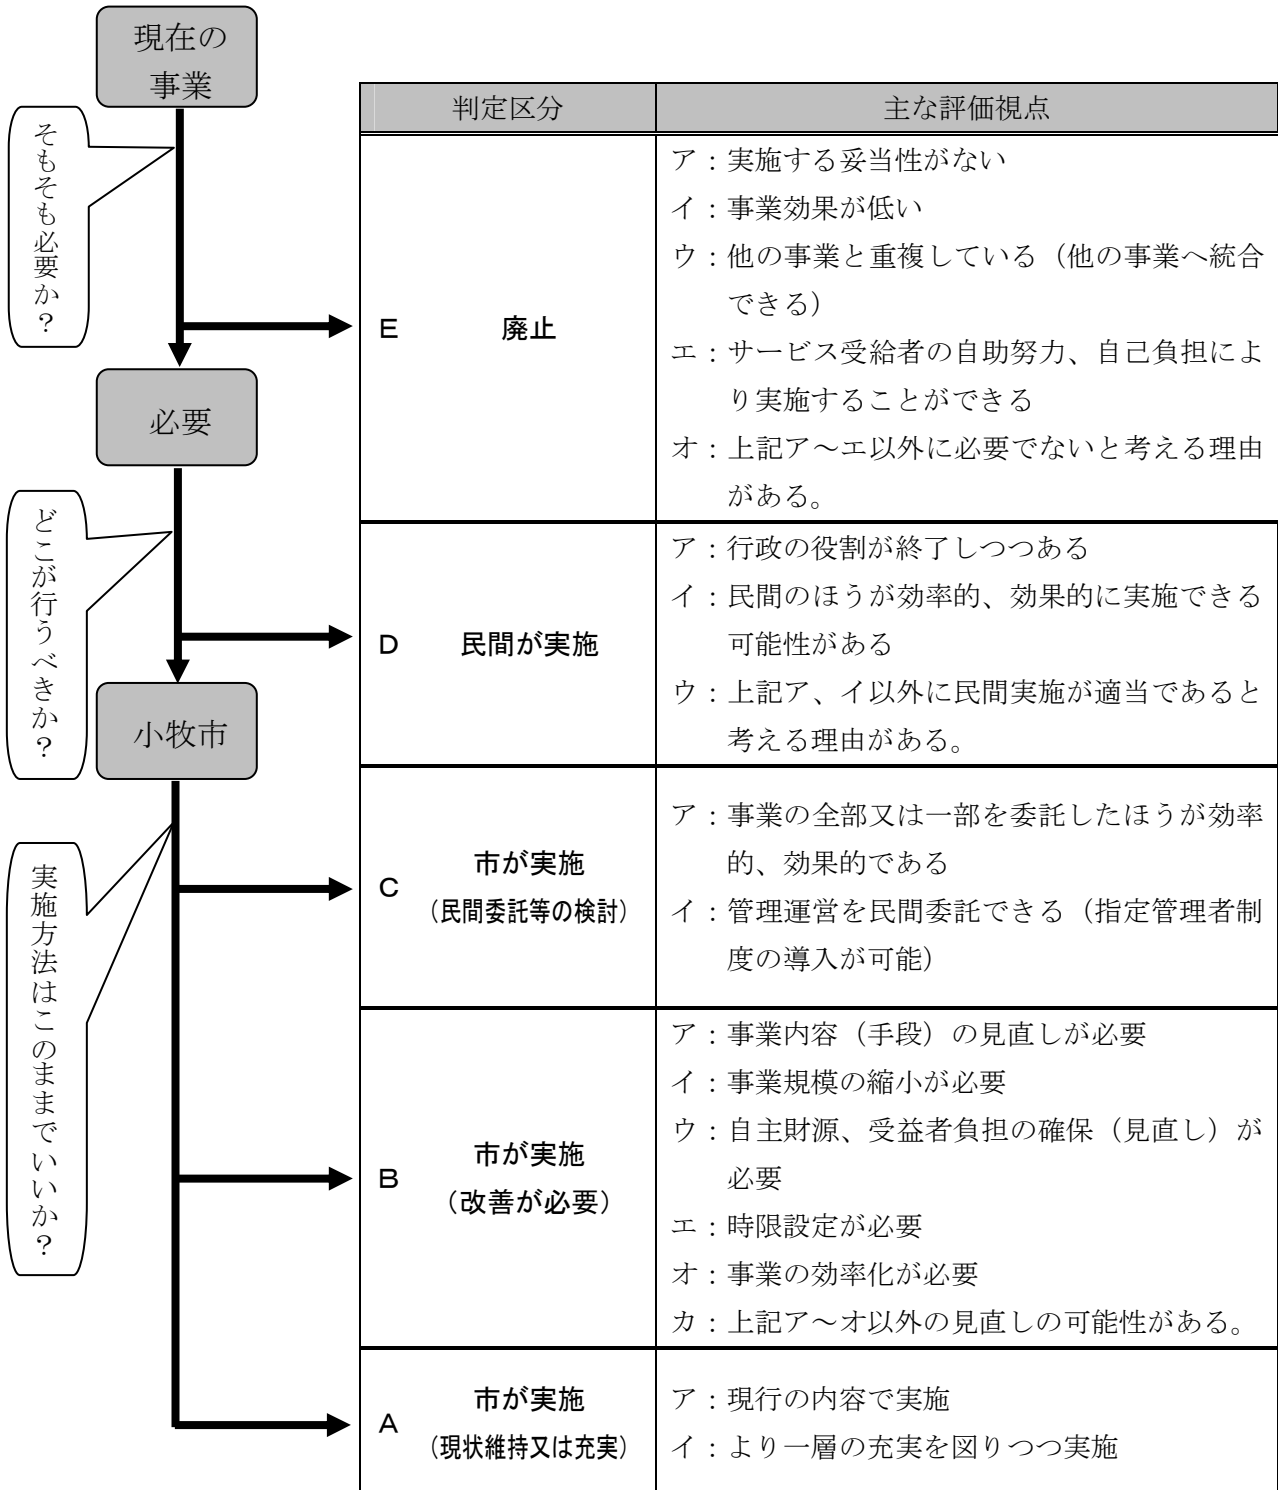 現在の
事業
そもそも必要か？
必要
どこが行うべきか？
小牧市
実施方法はこのままでいいか？
判定区分
主な評価視点
E
廃止
ア：実施する妥当性がない
イ：事業効果が低い
ウ：他の事業と重複している（他の事業へ統合
できる）
エ：サービス受給者の自助努力、自己負担によ
り実施することができる
オ：上記ア～エ以外に必要でないと考える理由
がある。
D
民間が実施
ア：行政の役割が終了しつつある
イ：民間のほうが効率的、効果的に実施できる
可能性がある
ウ：上記ア、イ以外に民間実施が適当であると
考える理由がある。
C
市が実施
（民間委託等の検討）
ア：事業の全部又は一部を委託したほうが効率
的、効果的である
イ：管理運営を民間委託できる（指定管理者制
度の導入が可能）
B
市が実施
（改善が必要）
ア：事業内容（手段）の見直しが必要
イ：事業規模の縮小が必要
ウ：自主財源、受益者負担の確保（見直し）が
必要
エ：時限設定が必要
オ：事業の効率化が必要
カ：上記ア～オ以外の見直しの可能性がある。
A
市が実施
（現状維持又は充実）
ア：現行の内容で実施
イ：より一層の充実を図りつつ実施